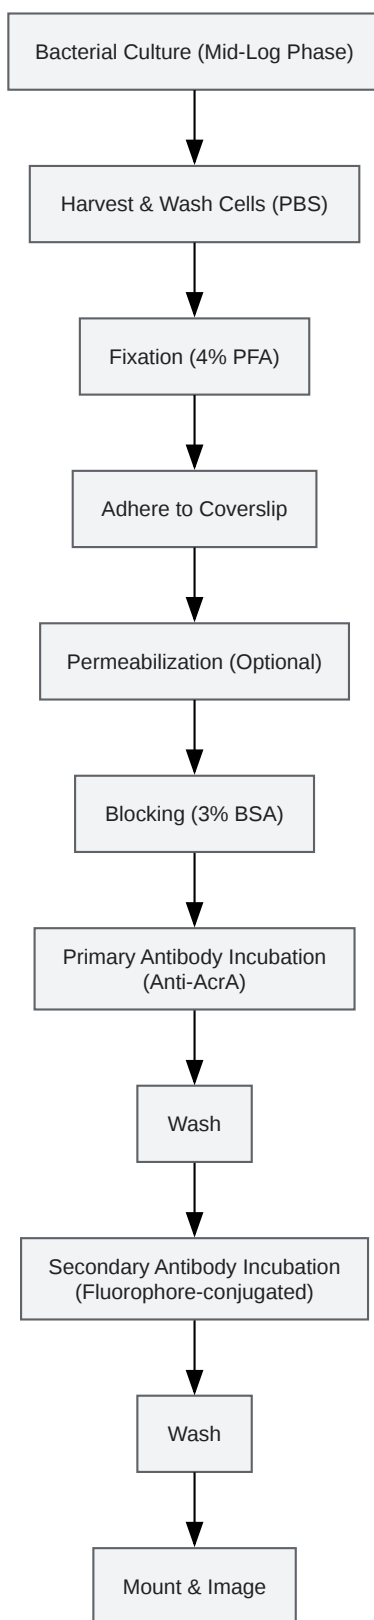 Bacterial Culture (Mid-Log Phase)
Harvest & Wash Cells (PBS)
Fixation (4% PFA)
Adhere to Coverslip
Permeabilization (Optional)
Blocking (3% BSA)
Primary Antibody Incubation
(Anti-AcrA)
Wash
Secondary Antibody Incubation
(Fluorophore-conjugated)
Wash
Mount & Image